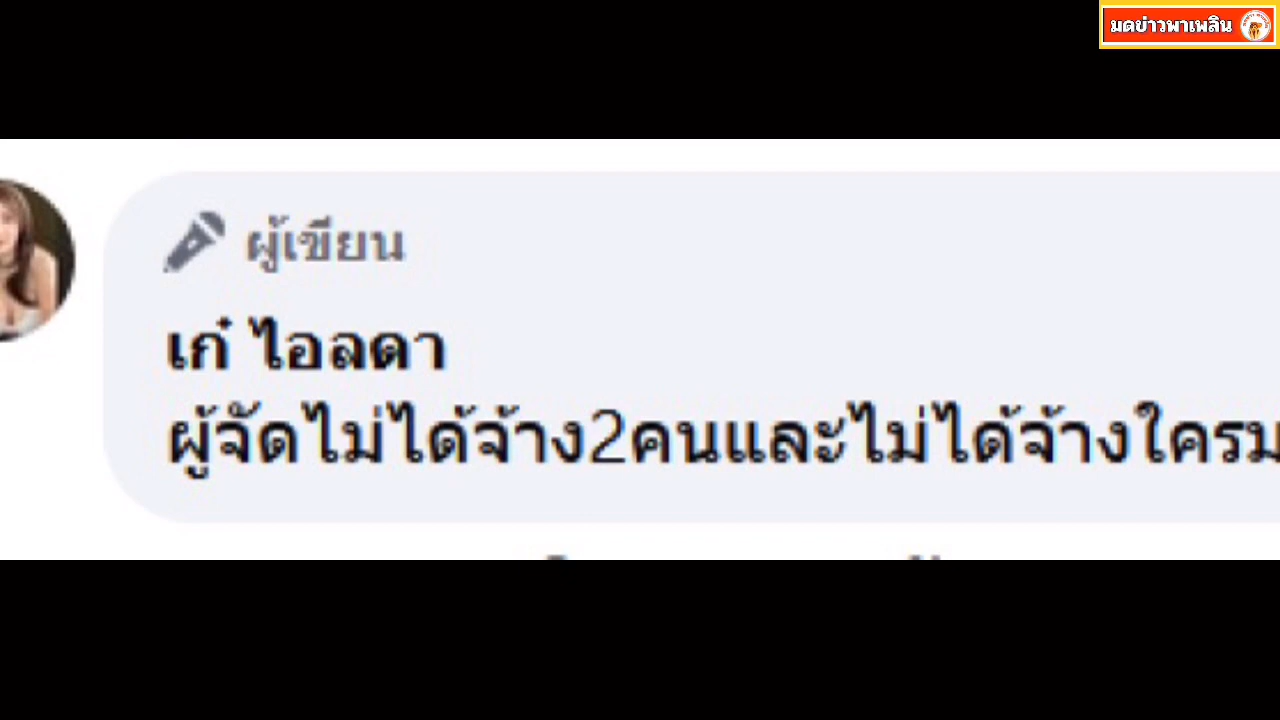 มดข่าวพาเพลิน
ผู้เขียน
เก๋ ไอลดา
ผู้จัดไม่ได้จ้าง2คนและไม่ได้จ้างใครม